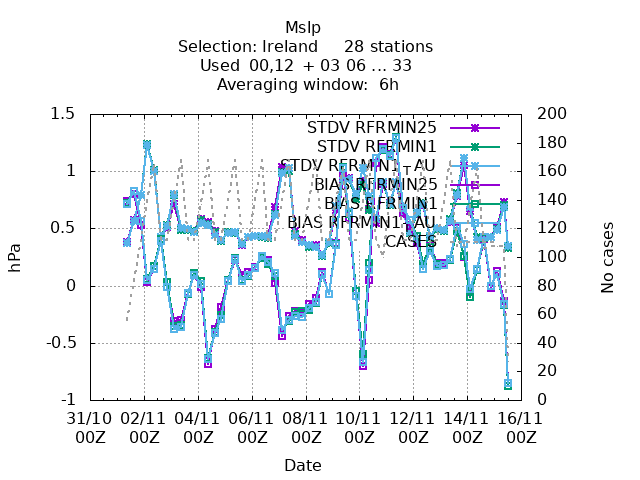 Mslp
Selection: Ireland 28 stations
Used 00,12 + 03 06 ... 33
Averaging window: 6h
1.5
1
0.5
0
-0.5
-1
hPa
200
180
160
140
120
100
80
60
40
20
0
No cases
STDV RFRMIN25
STDV RFRMIN1
STDV RFRMIN1_AU
BIAS RFRMIN25
BIAS RFRMIN1
BIAS RFRMIN1_AU
CASES
31/10 02/11 04/11 06/11 08/11 10/11 12/11 14/11 16/11
00Z 00Z 00Z 00Z 00Z 00Z 00Z 00Z 00Z
Date